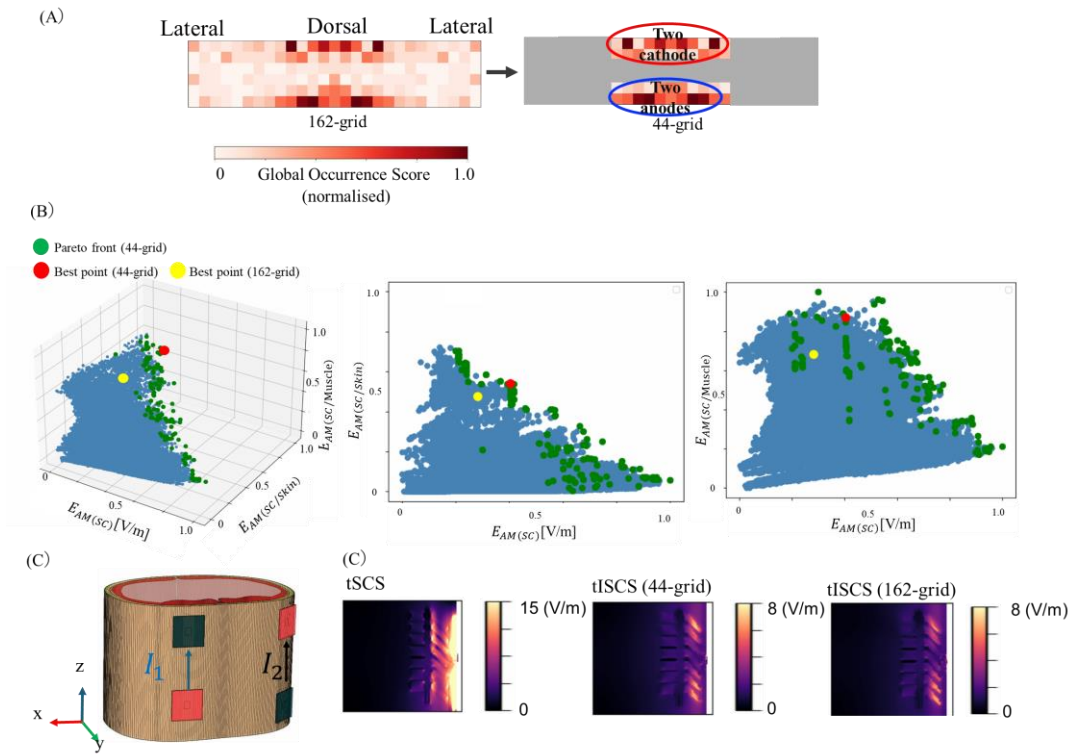 (A)
Lateral Dorsal Lateral
Two
cathode
Two
anodes
162-grid
44-grid
0 Global Occurrence Score 1.0
(normalised)
(B)
Pareto front (44-grid)
Best point (44-grid) Best point (162-grid)
1.0
0.5
0
E_AM(SC/Muscle)
1.0
0.5
0
E_AM(SC/Skin)
0
0.5
1.0
E_AM(SC)[V/m]
1.0
0.5
0
E_AM(SC/Skin)
0 0.5 1.0
E_AM(SC)[V/m]
1.0
0.5
0
E_AM(SC/Muscle)
0 0.5 1.0
E_AM(SC)[V/m]
(C)
I_1
I_2
z
x
y
(C)
tSCS
15 (V/m)
0
tISCS (44-grid)
8 (V/m)
0
tISCS (162-grid)
8 (V/m)
0